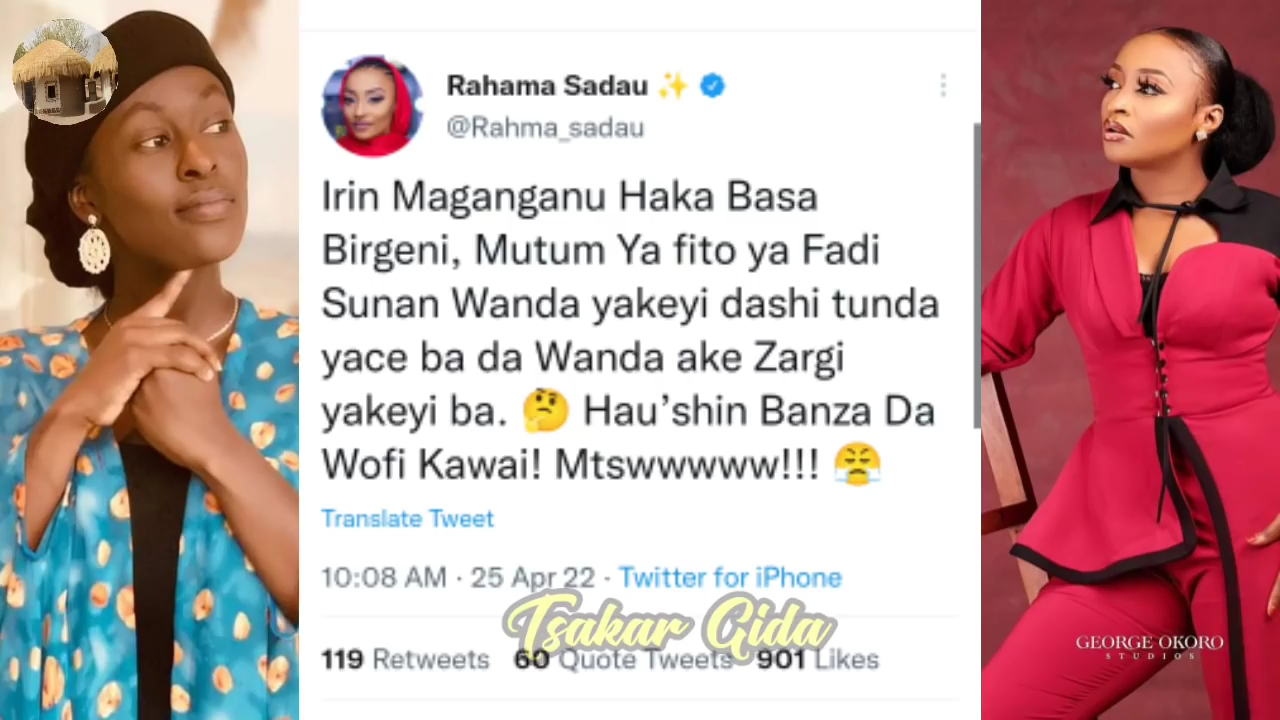 Rahama Sadau ✨
@Rahma_sadau
Irin Maganganu Haka Basa
Birgeni, Mutum Ya fito ya Fadi
Sunan Wanda yakeyi dashi tunda
yace ba da Wanda ake Zargi
yakeyi ba. 🤔 Hau’shin Banza Da
Wofi Kawai! Mtswwwww!!! 😤
Translate Tweet
10:08 AM · 25 Apr 22 · Twitter for iPhone
Tsakar Gida
119 Retweets 60 Quote Tweets 901 Likes
GEORGE OKORO
STUDIOS